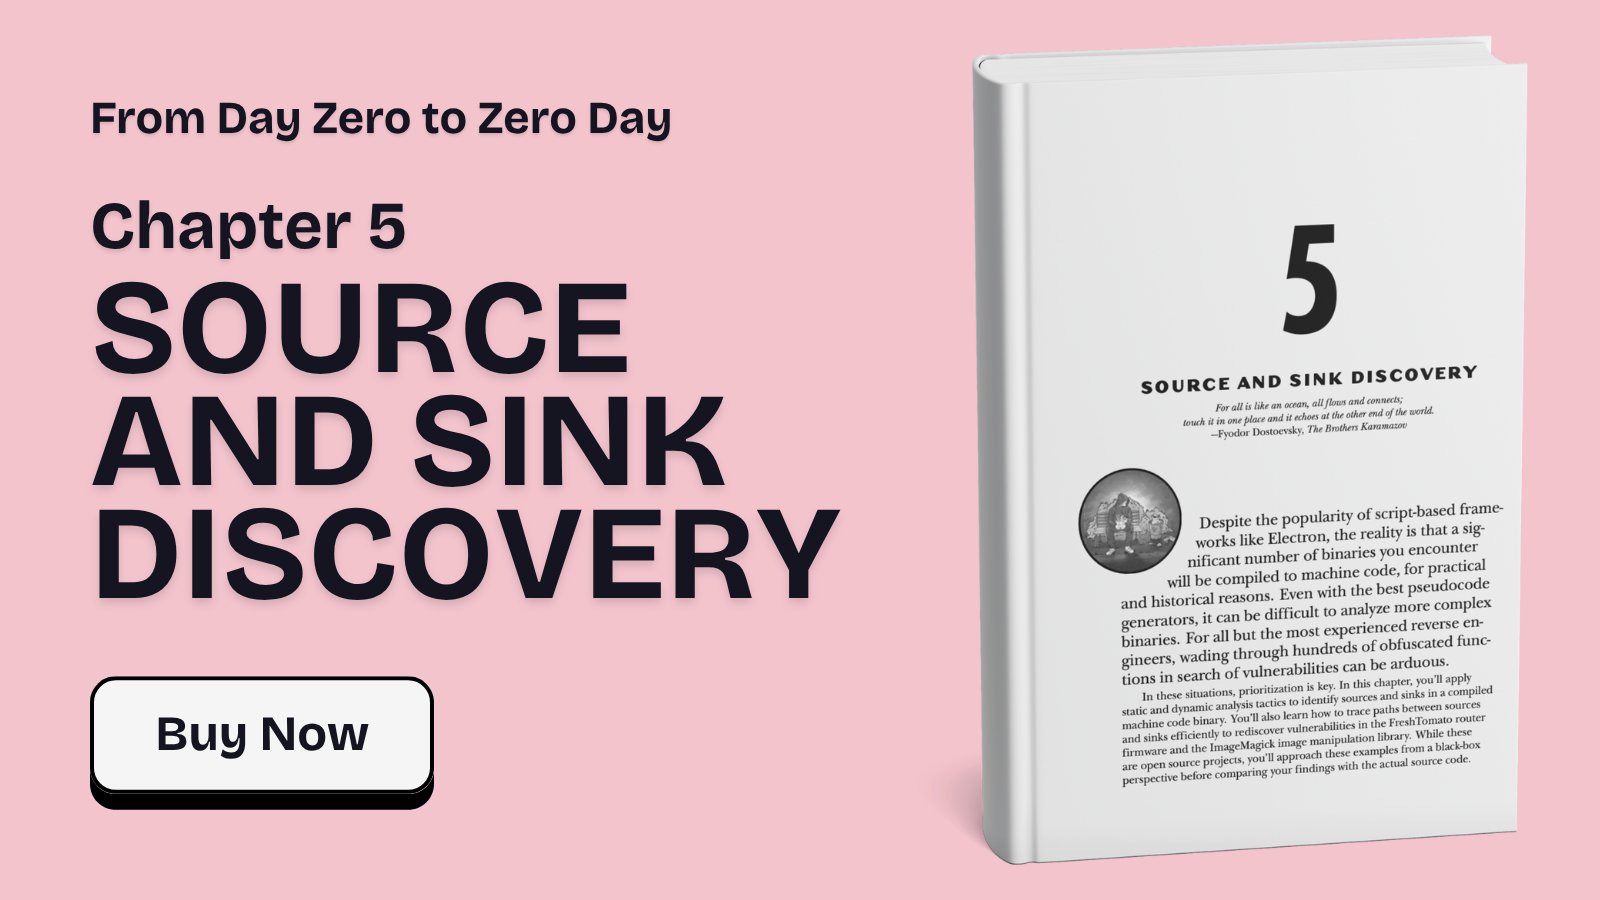 From Day Zero to Zero Day
Chapter 5
SOURCE
AND SINK
DISCOVERY
Buy Now
5
SOURCE AND SINK DISCOVERY
For all is like an ocean, all flows and connects;
touch it in one place and it echoes at the other end of the world.
—Fyodor Dostoevsky, The Brothers Karamazov
Despite the popularity of script-based frame-
works like Electron, the reality is that a sig-
nificant number of binaries you encounter
will be compiled to machine code, for practical
and historical reasons. Even with the best pseudocode
generators, it can be difficult to analyze more complex
binaries. For all but the most experienced reverse en-
gineers, wading through hundreds of obfuscated func-
tions in search of vulnerabilities can be arduous.
In these situations, prioritization is key. In this chapter, you'll apply
static and dynamic analysis tactics to identify sources and sinks in a compiled
machine code binary. You'll also learn how to trace paths between sources
and sinks efficiently to rediscover vulnerabilities in the FreshTomato router
firmware and the ImageMagick image manipulation library. While these
are open source projects, you'll approach these examples from a black-box
perspective before comparing your findings with the actual source code.